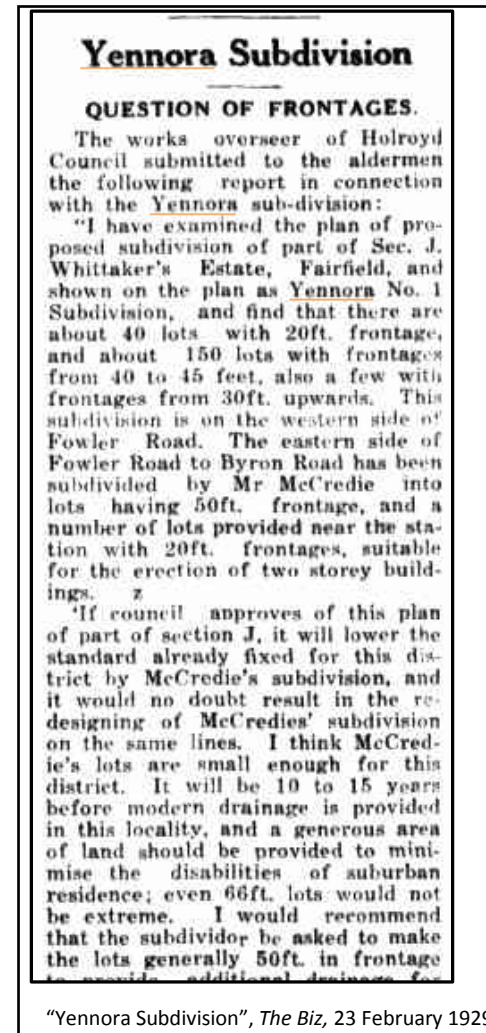 Yennora Subdivision
QUESTION OF FRONTAGES.
The works overseer of Holroyd
Council submitted to the aldermen
the following report in connection
with the Yennora sub-division:
"I have examined the plan of pro-
posed subdivision of part of Sec. J.
Whittaker's Estate, Fairfield, and
shown on the plan as Yennora No. 1
Subdivision, and find that there are
about 40 lots with 20ft. frontage,
and about 150 lots with frontages
from 40 to 45 feet, also a few with
frontages from 30ft. upwards. This
subdivision is on the western side of
Fowler Road. The eastern side of
Fowler Road to Byron Road has been
subdivided by Mr McCredie into
lots having 50ft. frontage, and a
number of lots provided near the sta-
tion with 20ft. frontages, suitable
for the erection of two storey build-
ings. z
'If council approves of this plan
of part of section J, it will lower the
standard already fixed for this dis-
trict by McCredie's subdivision, and
it would no doubt result in the re-
designing of McCredies' subdivision
on the same lines. I think McCred-
ie's lots are small enough for this
district. It will be 10 to 15 years
before modern drainage is provided
in this locality, and a generous area
of land should be provided to mini-
mise the disabilities of suburban
residence; even 66ft. lots would not
be extreme. I would recommend
that the subdividor be asked to make
the lots generally 50ft. in frontage
to provide additional drainage for
"Yennora Subdivision", The Biz, 23 February 1929